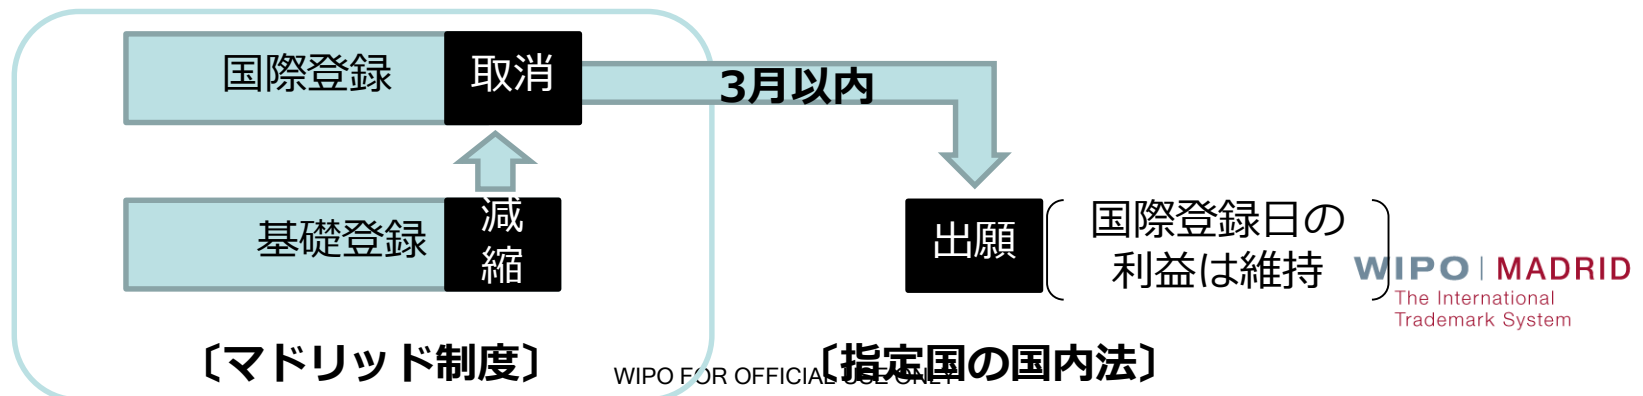 国際登録
取消
3月以内
基礎登録
減
縮
出願
国際登録日の
利益は維持
WIPO | MADRID
The International
Trademark System
〔マドリッド制度〕
〔指定国の国内法〕
WIPO FOR OFFICIAL USE ONLY